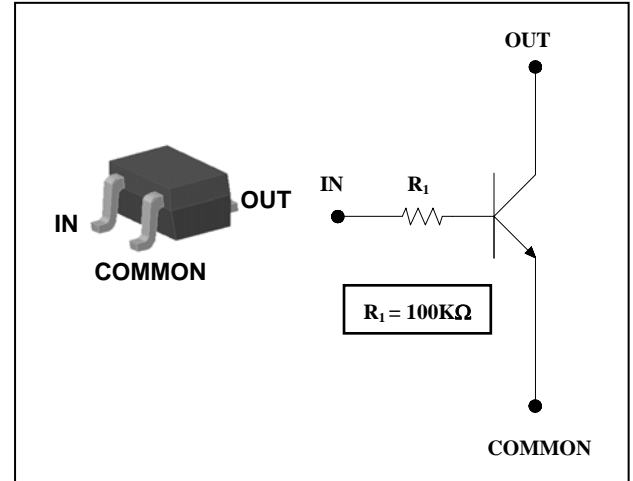 OUT
IN
R₁
OUT
IN
COMMON
R₁ = 100KΩ
COMMON